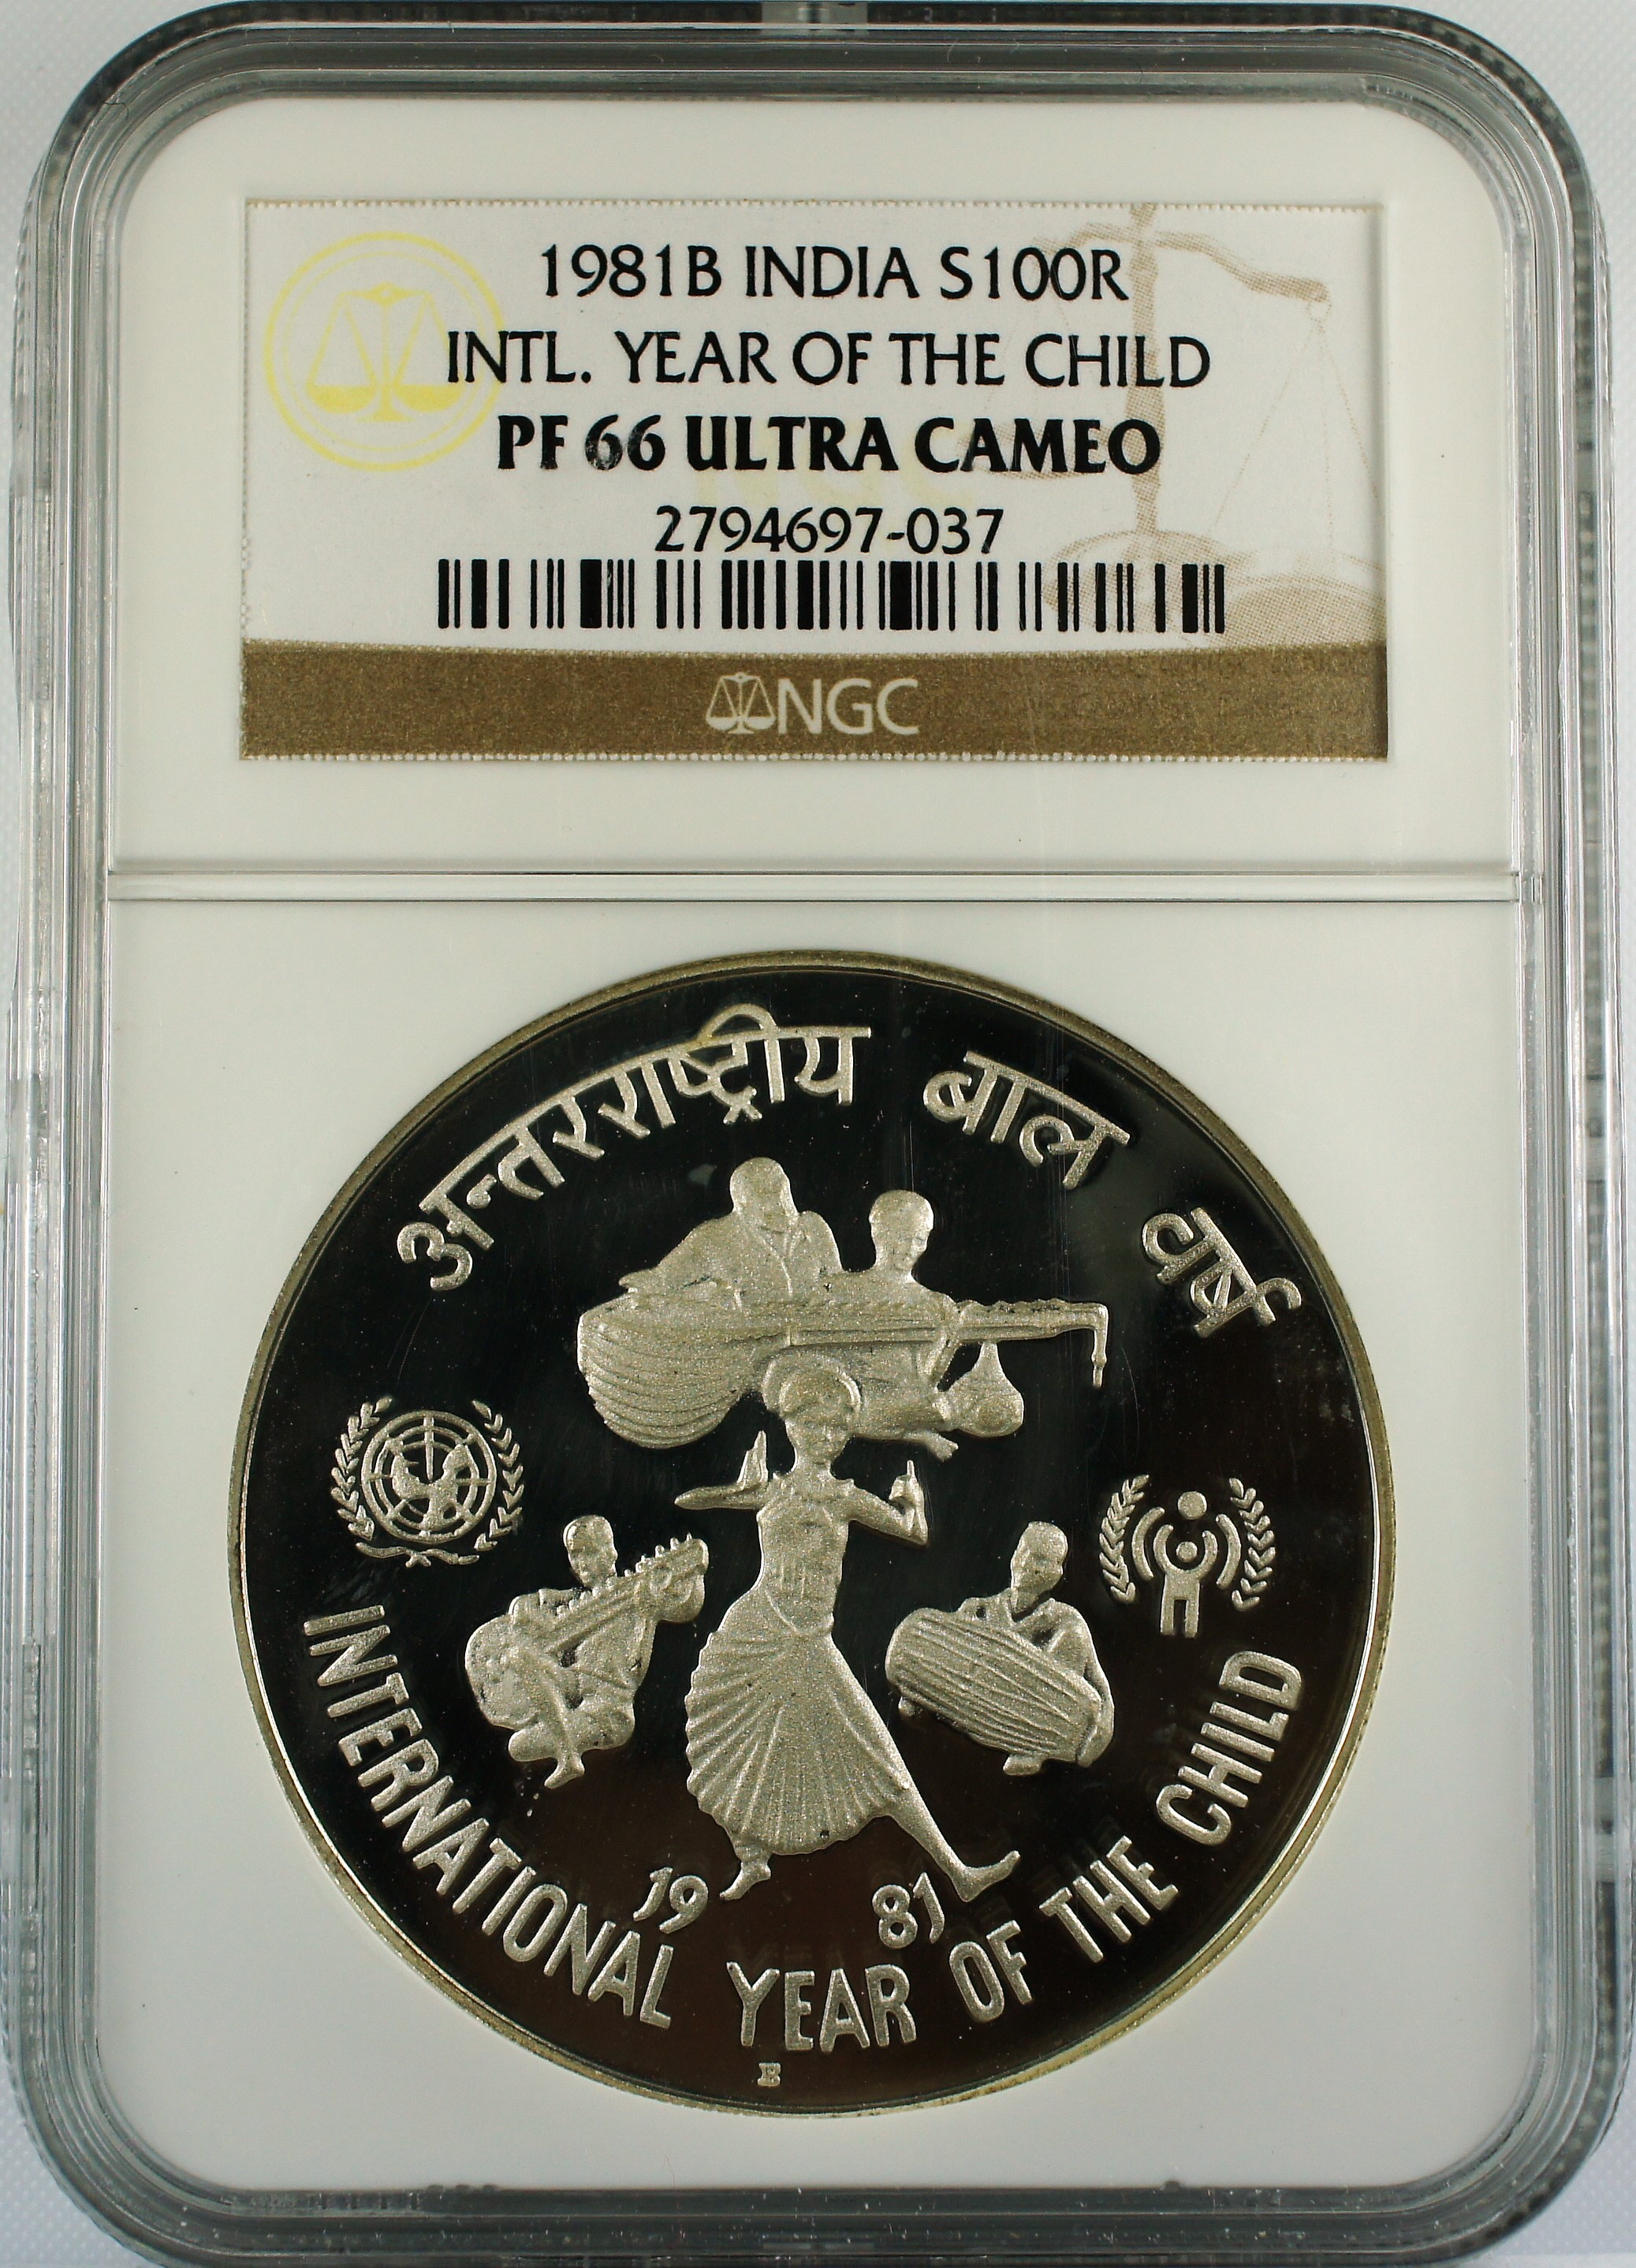 1981B INDIA S100R
INTL. YEAR OF THE CHILD
PF 66 ULTRA CAMEO
2794697-037
NGC
अन्तरराष्ट्रीय बाल वर्ष
19 81
INTERNATIONAL YEAR OF THE CHILD
B